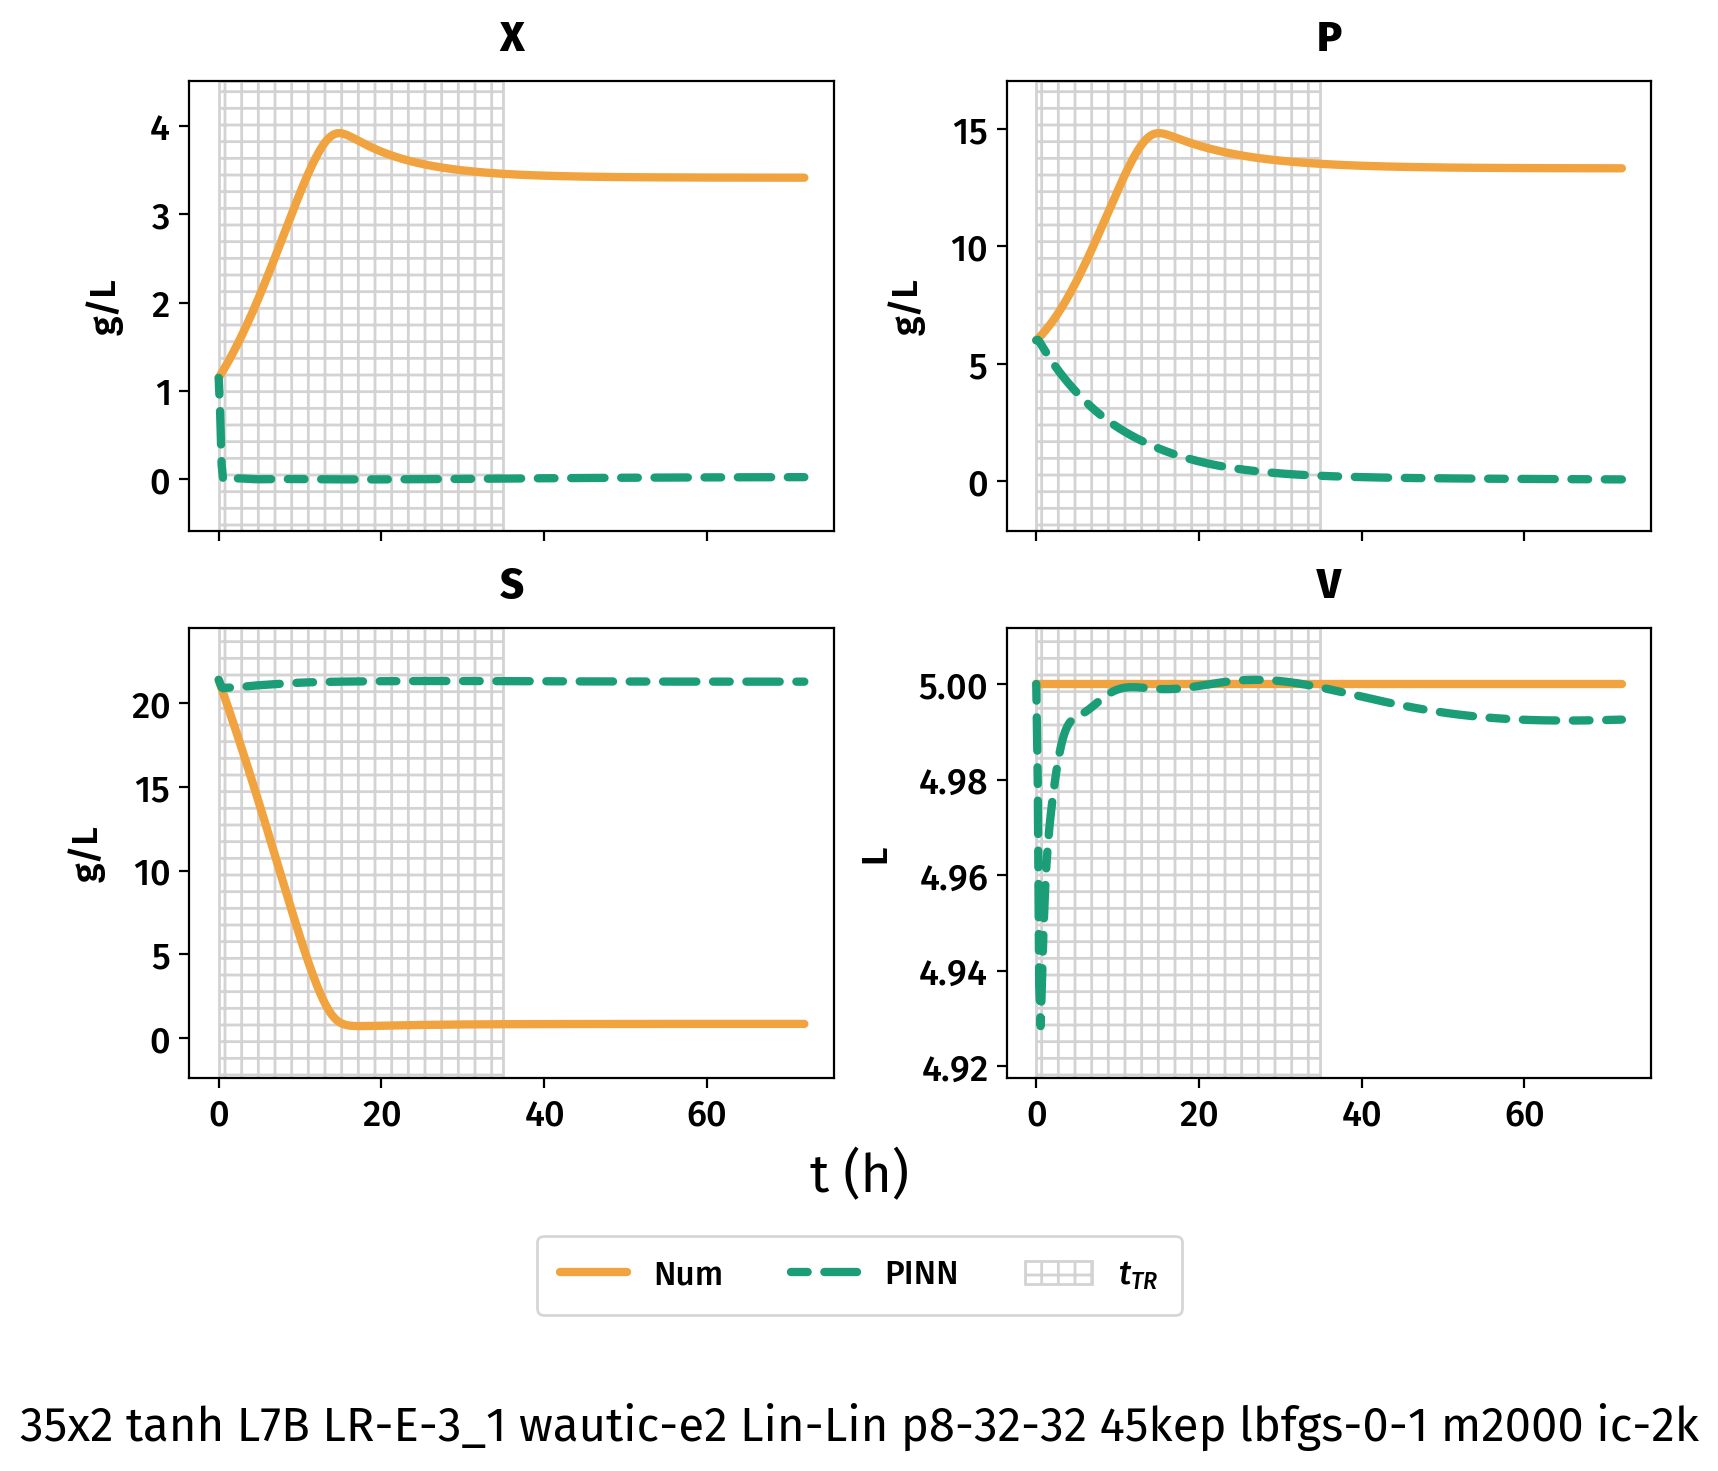 X
P
4
3
2
1
0
g/L
15
10
5
0
g/L
S
V
20
15
10
5
0
g/L
0 20 40 60
5.00
4.98
4.96
4.94
4.92
L
0 20 40 60
t (h)
Num PINN tTR
35x2 tanh L7B LR-E-3_1 wautic-e2 Lin-Lin p8-32-32 45kep lbfgs-0-1 m2000 ic-2k